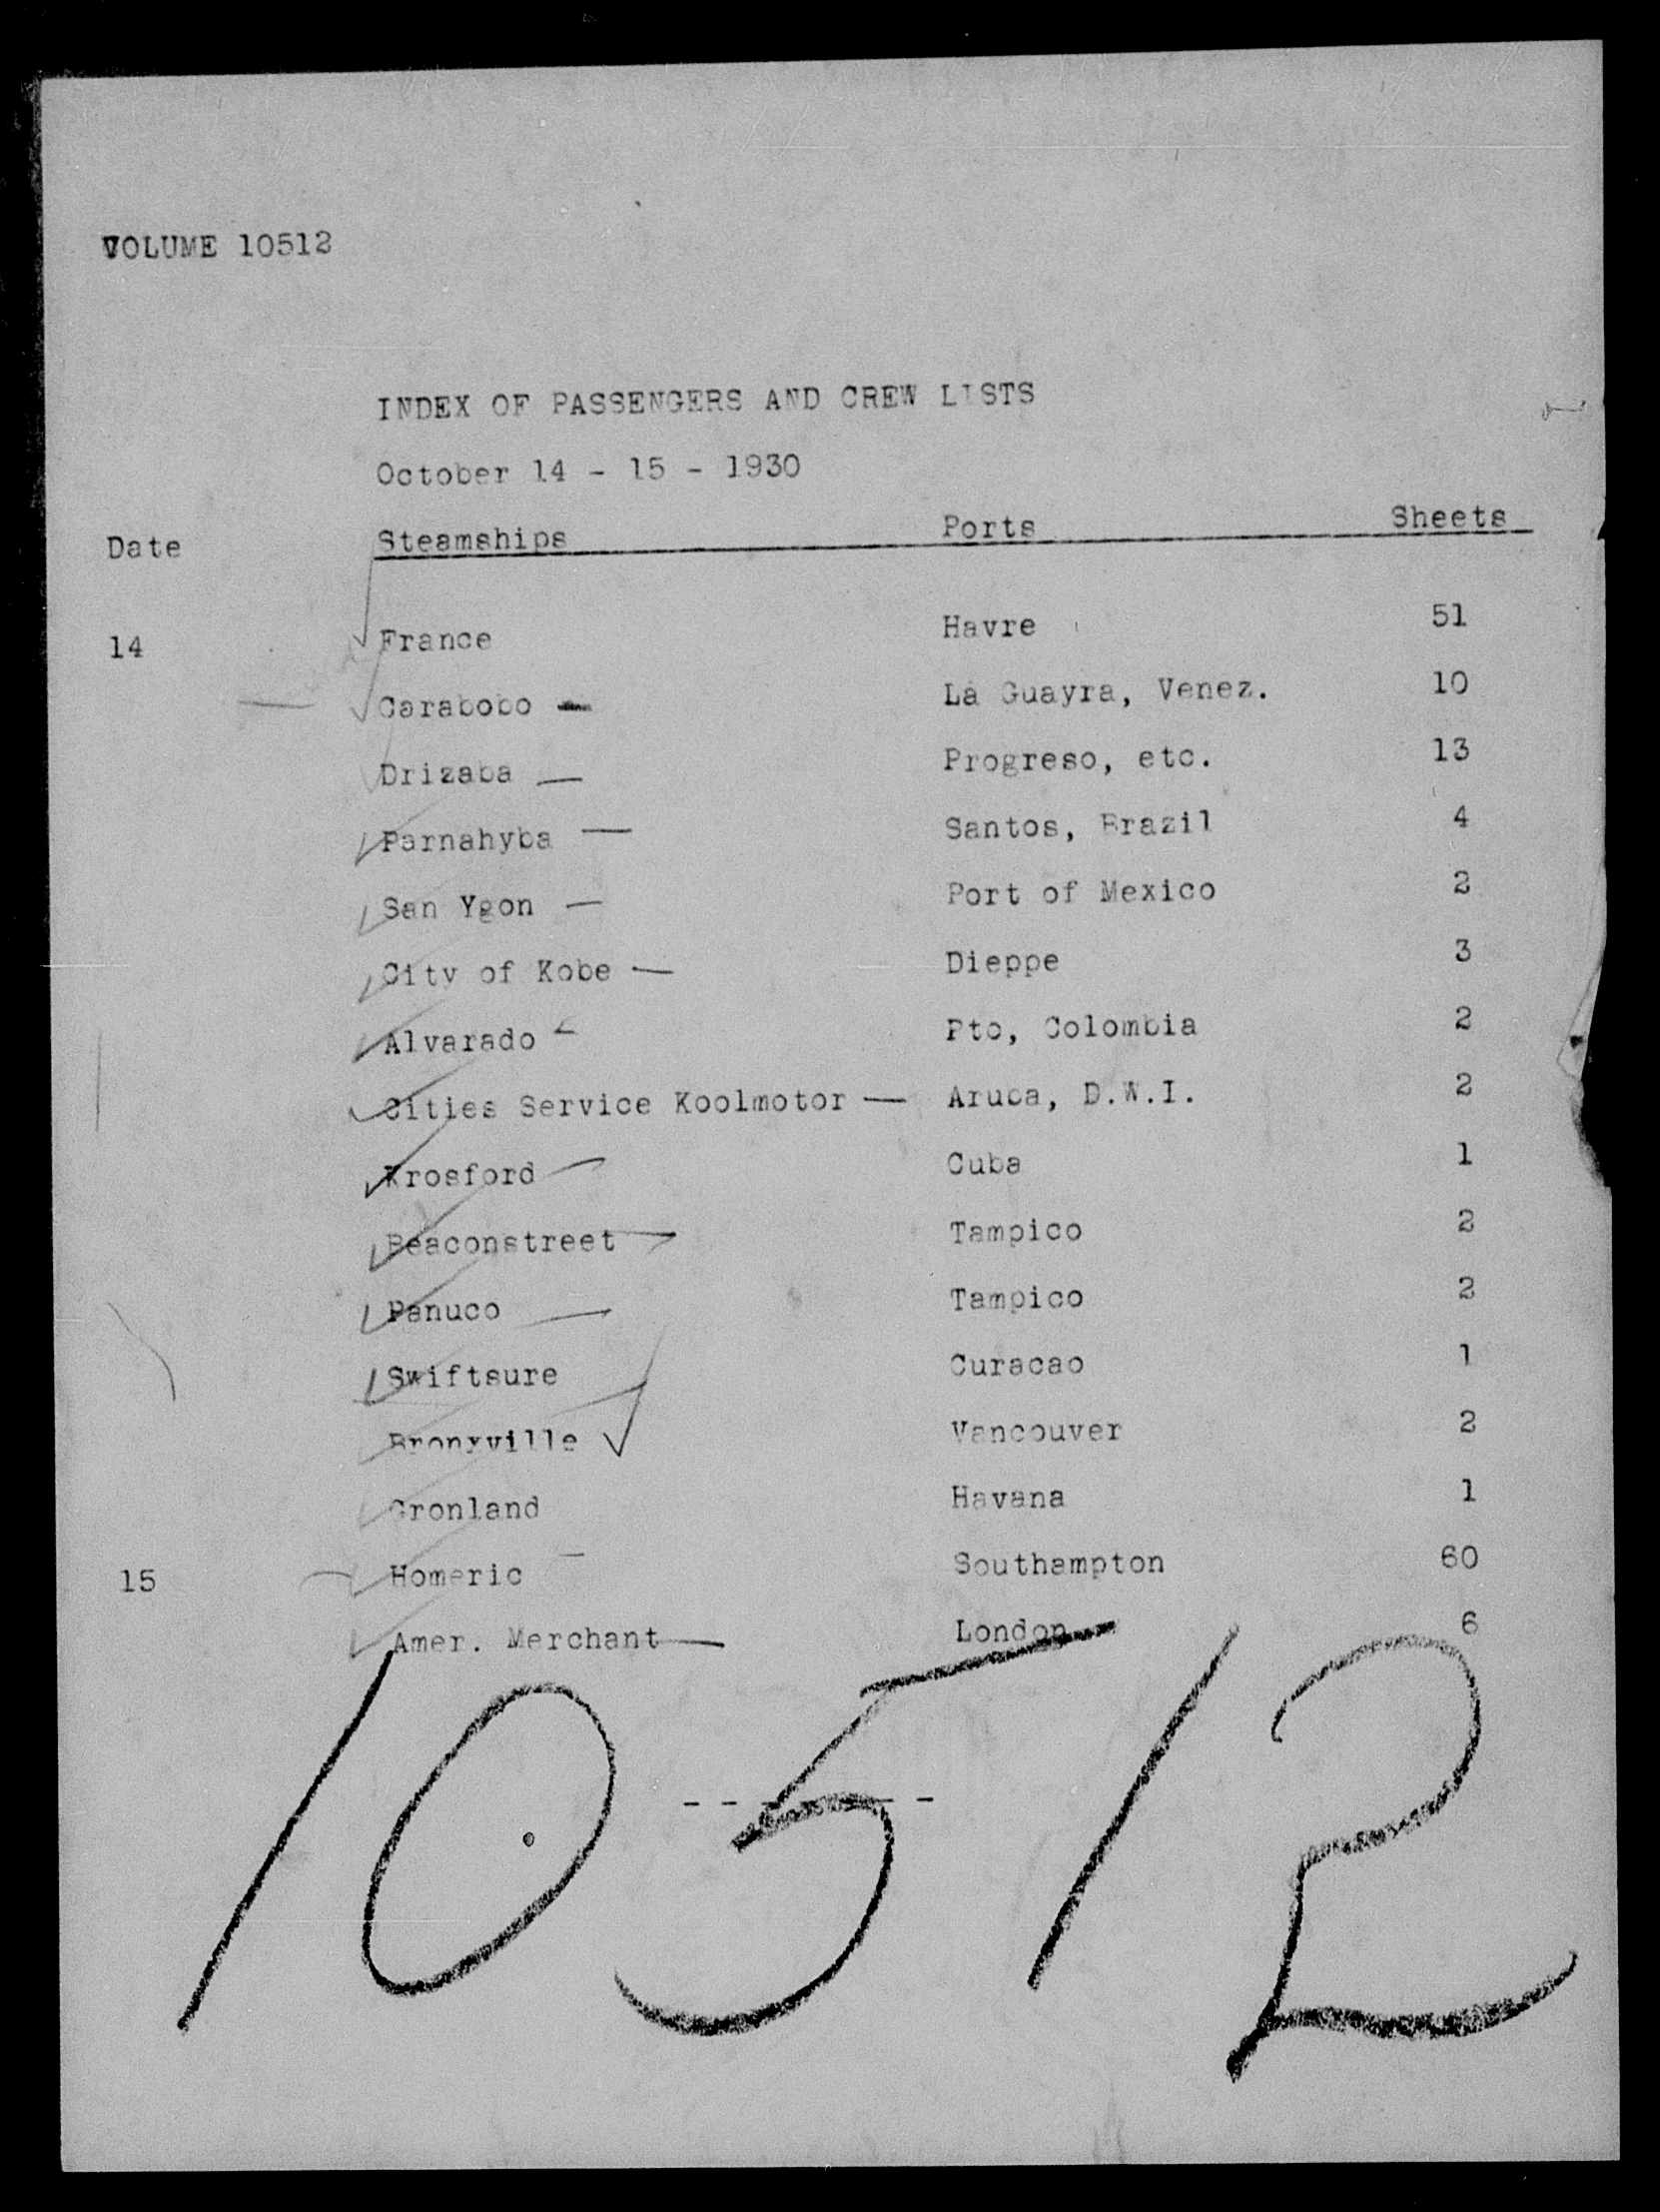 VOLUME 10512
INDEX OF PASSENGERS AND CREW LISTS
October 14 - 15 - 1930
Date Steamships Ports Sheets
14 France Havre 51
Carabobo La Guayra, Venez. 10
Drizaba Progreso, etc. 13
Parnahyba Santos, Brazil 4
San Ygon Port of Mexico 2
City of Kobe Dieppe 3
Alvarado Pto, Colombia 2
Cities Service Koolmotor Aruba, D.W.I. 2
Krosford Cuba 1
Beaconstreet Tampico 2
Panuco Tampico 2
Swiftsure Curacao 1
Bronxville Vancouver 2
Gronland Havana 1
15 Homeric Southampton 60
Amer. Merchant London 6
10512